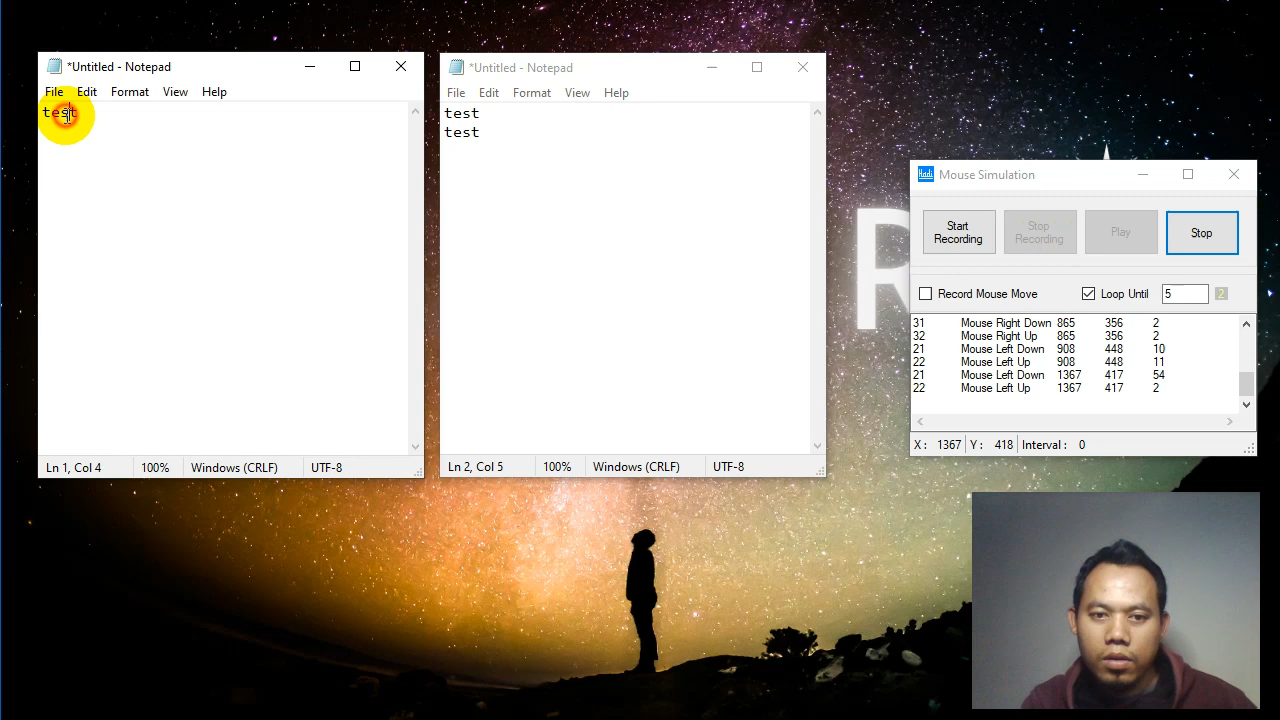 *Untitled - Notepad
File Edit Format View Help
test
Ln 1, Col 4 100% Windows (CRLF) UTF-8
*Untitled - Notepad
File Edit Format View Help
test
test
Ln 2, Col 5 100% Windows (CRLF) UTF-8
R
Hadi Mouse Simulation
Start Recording
Stop Recording
Play
Stop
Record Mouse Move Loop Until 5 2
31 Mouse Right Down 865 356 2
32 Mouse Right Up 865 356 2
21 Mouse Left Down 908 448 10
22 Mouse Left Up 908 448 11
21 Mouse Left Down 1367 417 54
22 Mouse Left Up 1367 417 2
X: 1367 Y: 418 Interval: 0